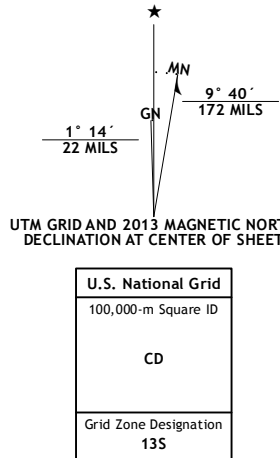 ★
MN
GN
9° 40´
172 MILS
1° 14´
22 MILS
UTM GRID AND 2013 MAGNETIC NORT
DECLINATION AT CENTER OF SHEET
U.S. National Grid
100,000-m Square ID
CD
Grid Zone Designation
13S